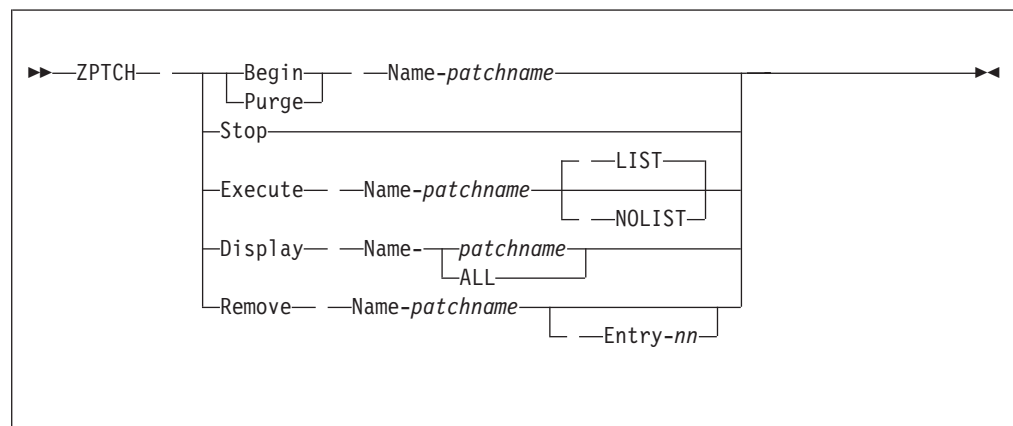 ZPTCH Begin Name-patchname
Purge
Stop
LIST
Execute Name-patchname
NOLIST
Display Name- patchname
ALL
Remove Name-patchname
Entry-nn